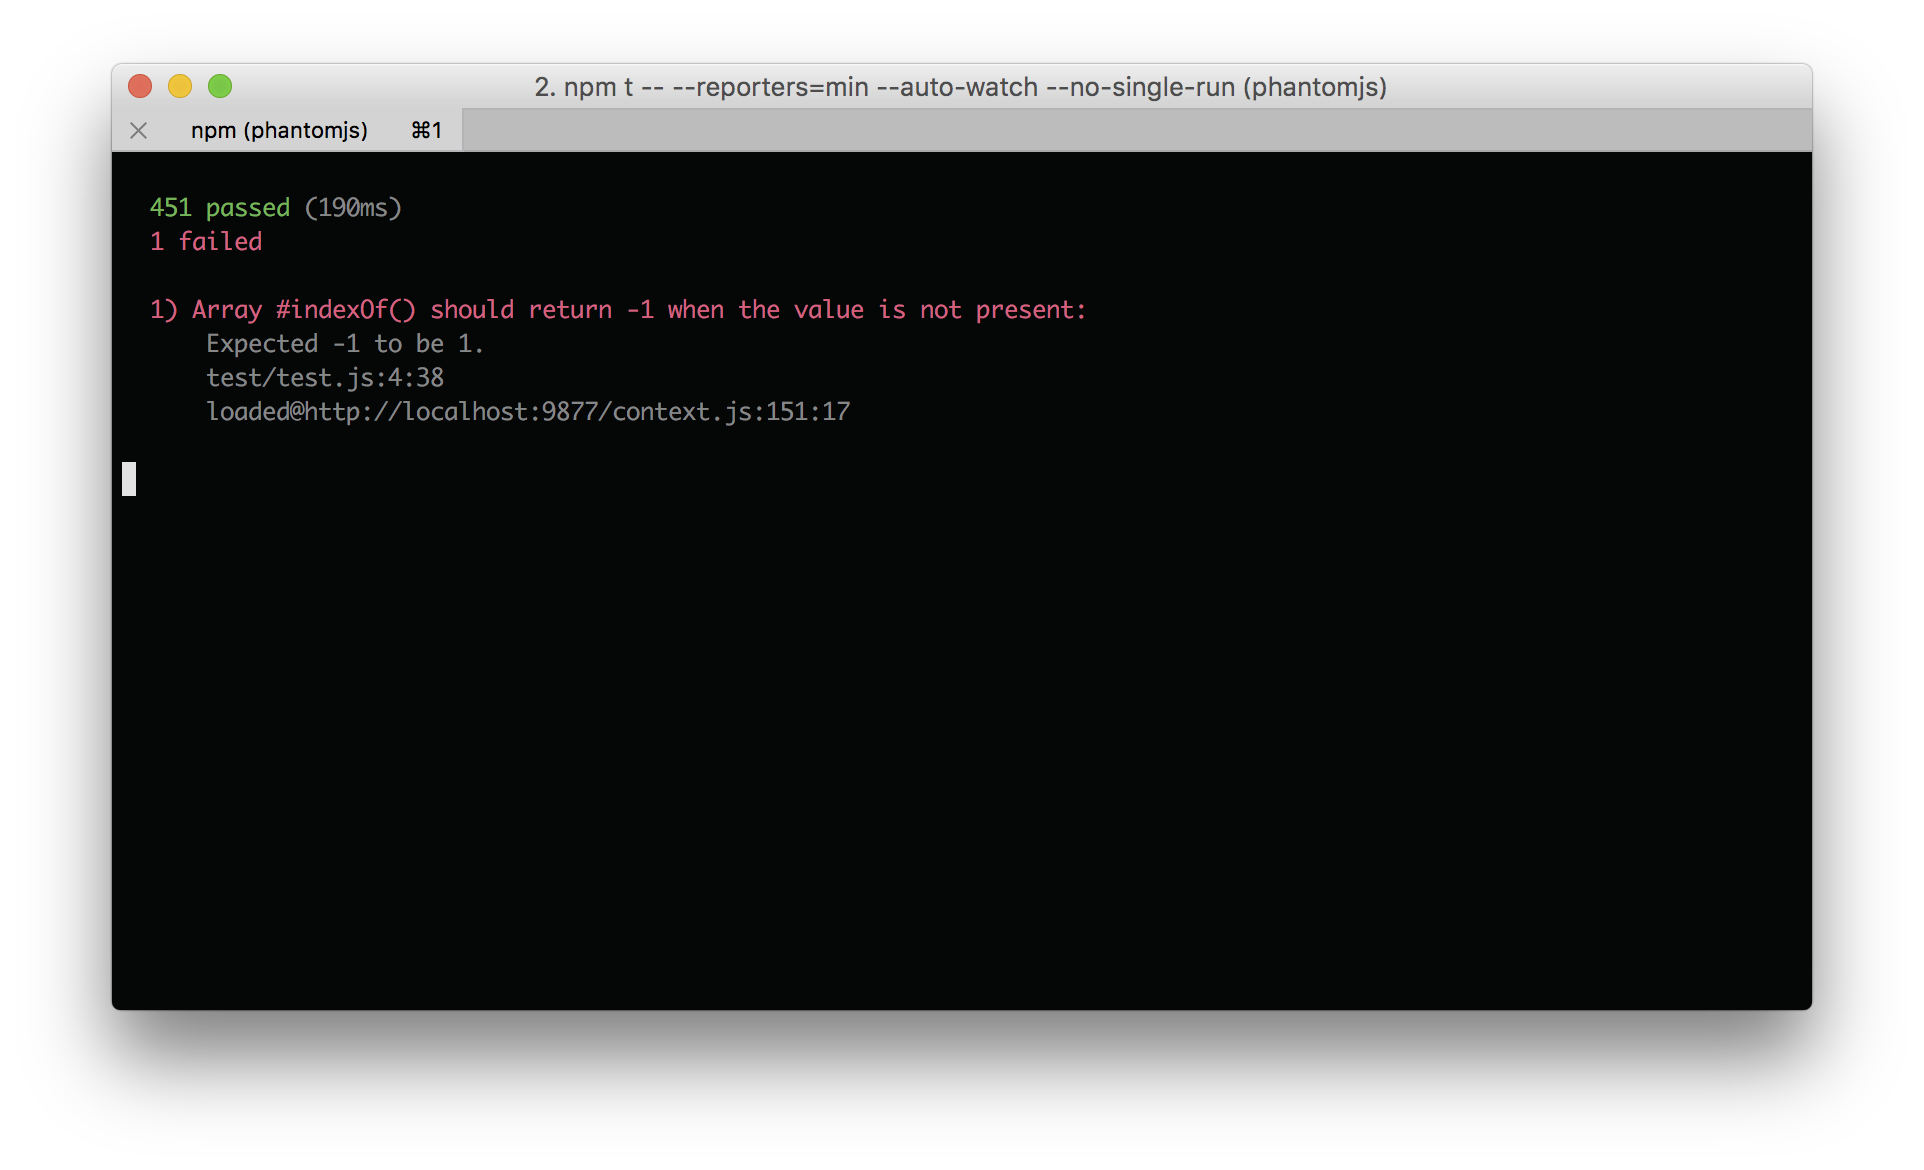 2. npm t -- --reporters=min --auto-watch --no-single-run (phantomjs)
npm (phantomjs) ⌘1
451 passed (190ms)
1 failed
1) Array #indexOf() should return -1 when the value is not present:
Expected -1 to be 1.
test/test.js:4:38
loaded@http://localhost:9877/context.js:151:17